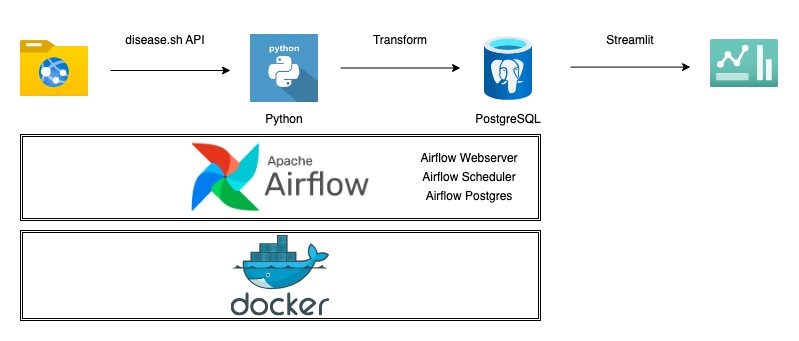 disease.sh API
Transform
Streamlit
python
Python
PostgreSQL
Apache
Airflow
Airflow Webserver
Airflow Scheduler
Airflow Postgres
docker